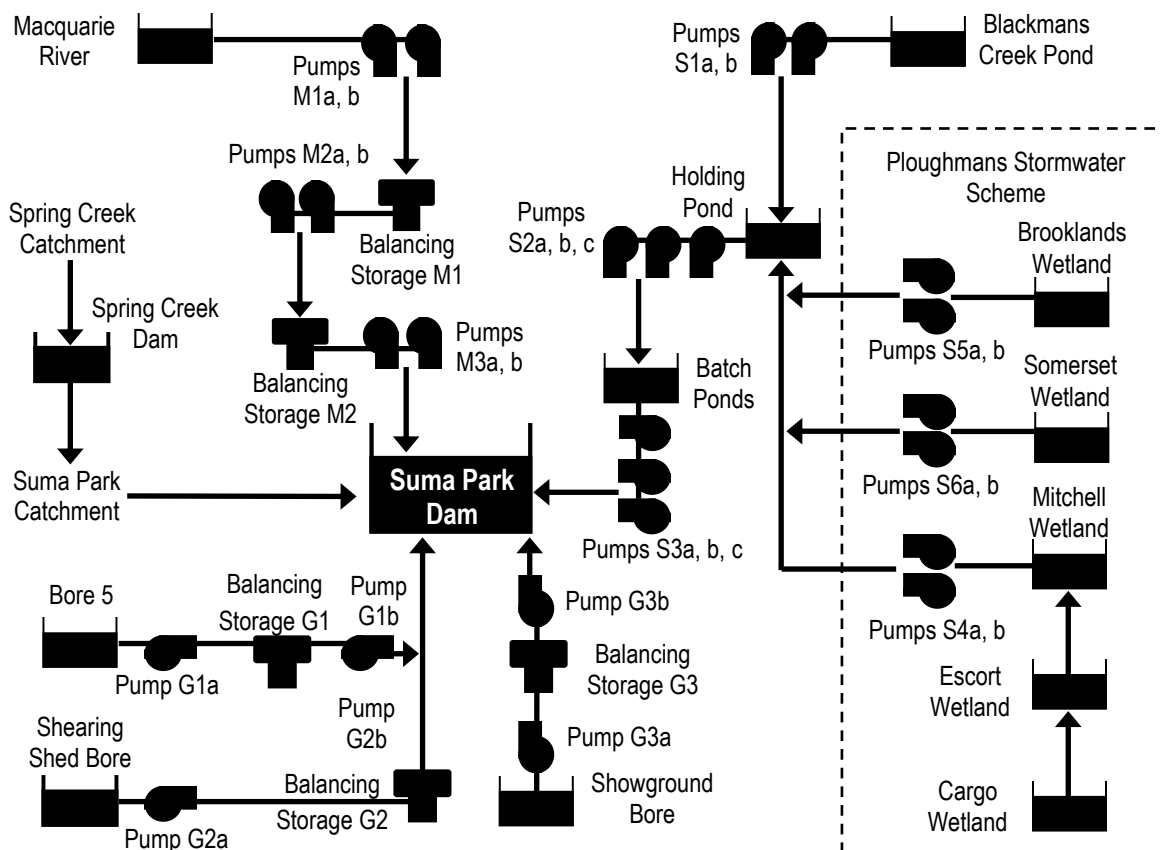 Macquarie
River
Pumps
M1a, b
Pumps
S1a, b
Blackmans
Creek Pond
Pumps M2a, b
Balancing
Storage M1
Spring Creek
Catchment
Spring Creek
Dam
Suma Park
Catchment
Balancing
Storage M2
Pumps
M3a, b
Pumps
S2a, b, c
Holding
Pond
Batch
Ponds
Pumps S3a, b, c
Suma Park
Dam
Ploughmans Stormwater
Scheme
Brooklands
Wetland
Pumps S5a, b
Somerset
Wetland
Pumps S6a, b
Mitchell
Wetland
Pumps S4a, b
Escort
Wetland
Cargo
Wetland
Bore 5
Pump G1a
Balancing
Storage G1
Pump
G1b
Pump
G2b
Shearing
Shed Bore
Pump G2a
Balancing
Storage G2
Pump G3b
Balancing
Storage G3
Pump G3a
Showground
Bore